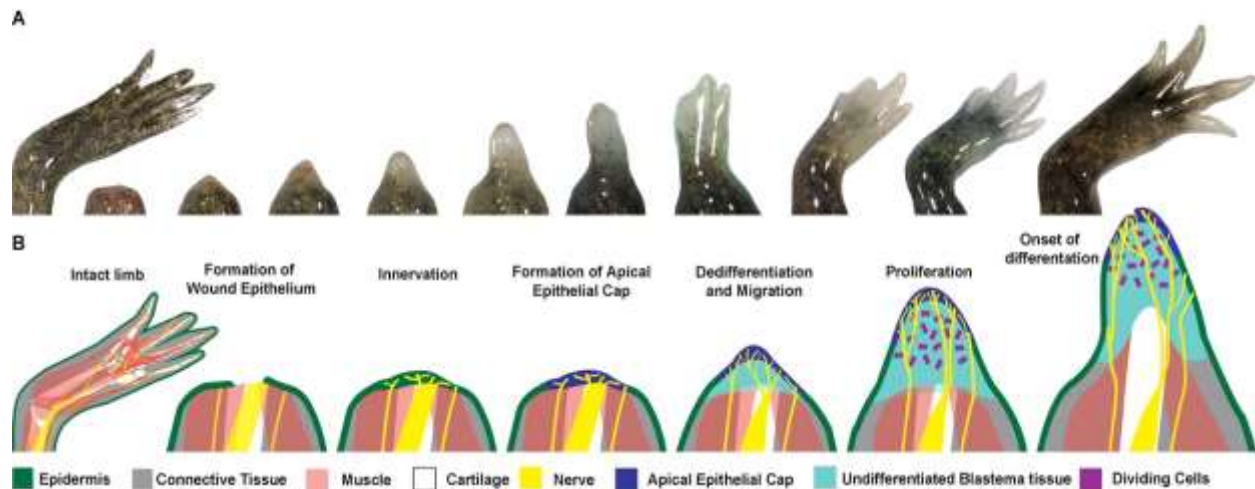 A
B
Intact limb
Formation of
Wound Epithelium
Innervation
Formation of Apical
Epithelial Cap
Dedifferentiation
and Migration
Proliferation
Onset of
differentation
Epidermis
Connective Tissue
Muscle
Cartilage
Nerve
Apical Epithelial Cap
Undifferentiated Blastema tissue
Dividing Cells